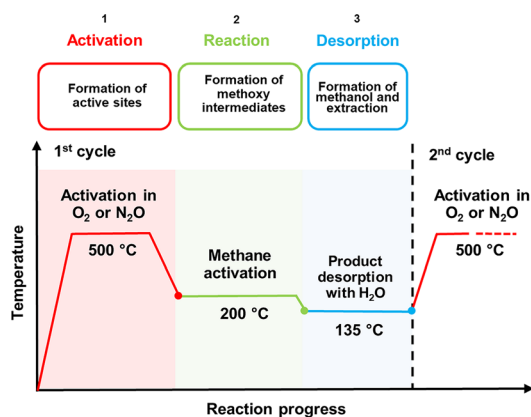 1
2
3
Activation
Reaction
Desorption
Formation of
active sites
Formation of
methoxy
intermediates
Formation of
methanol and
extraction
1st cycle
2nd cycle
Activation in
O2 or N2O
500 °C
Methane
activation
200 °C
Product
desorption
with H2O
135 °C
Activation in
O2 or N2O
500 °C
Temperature
Reaction progress